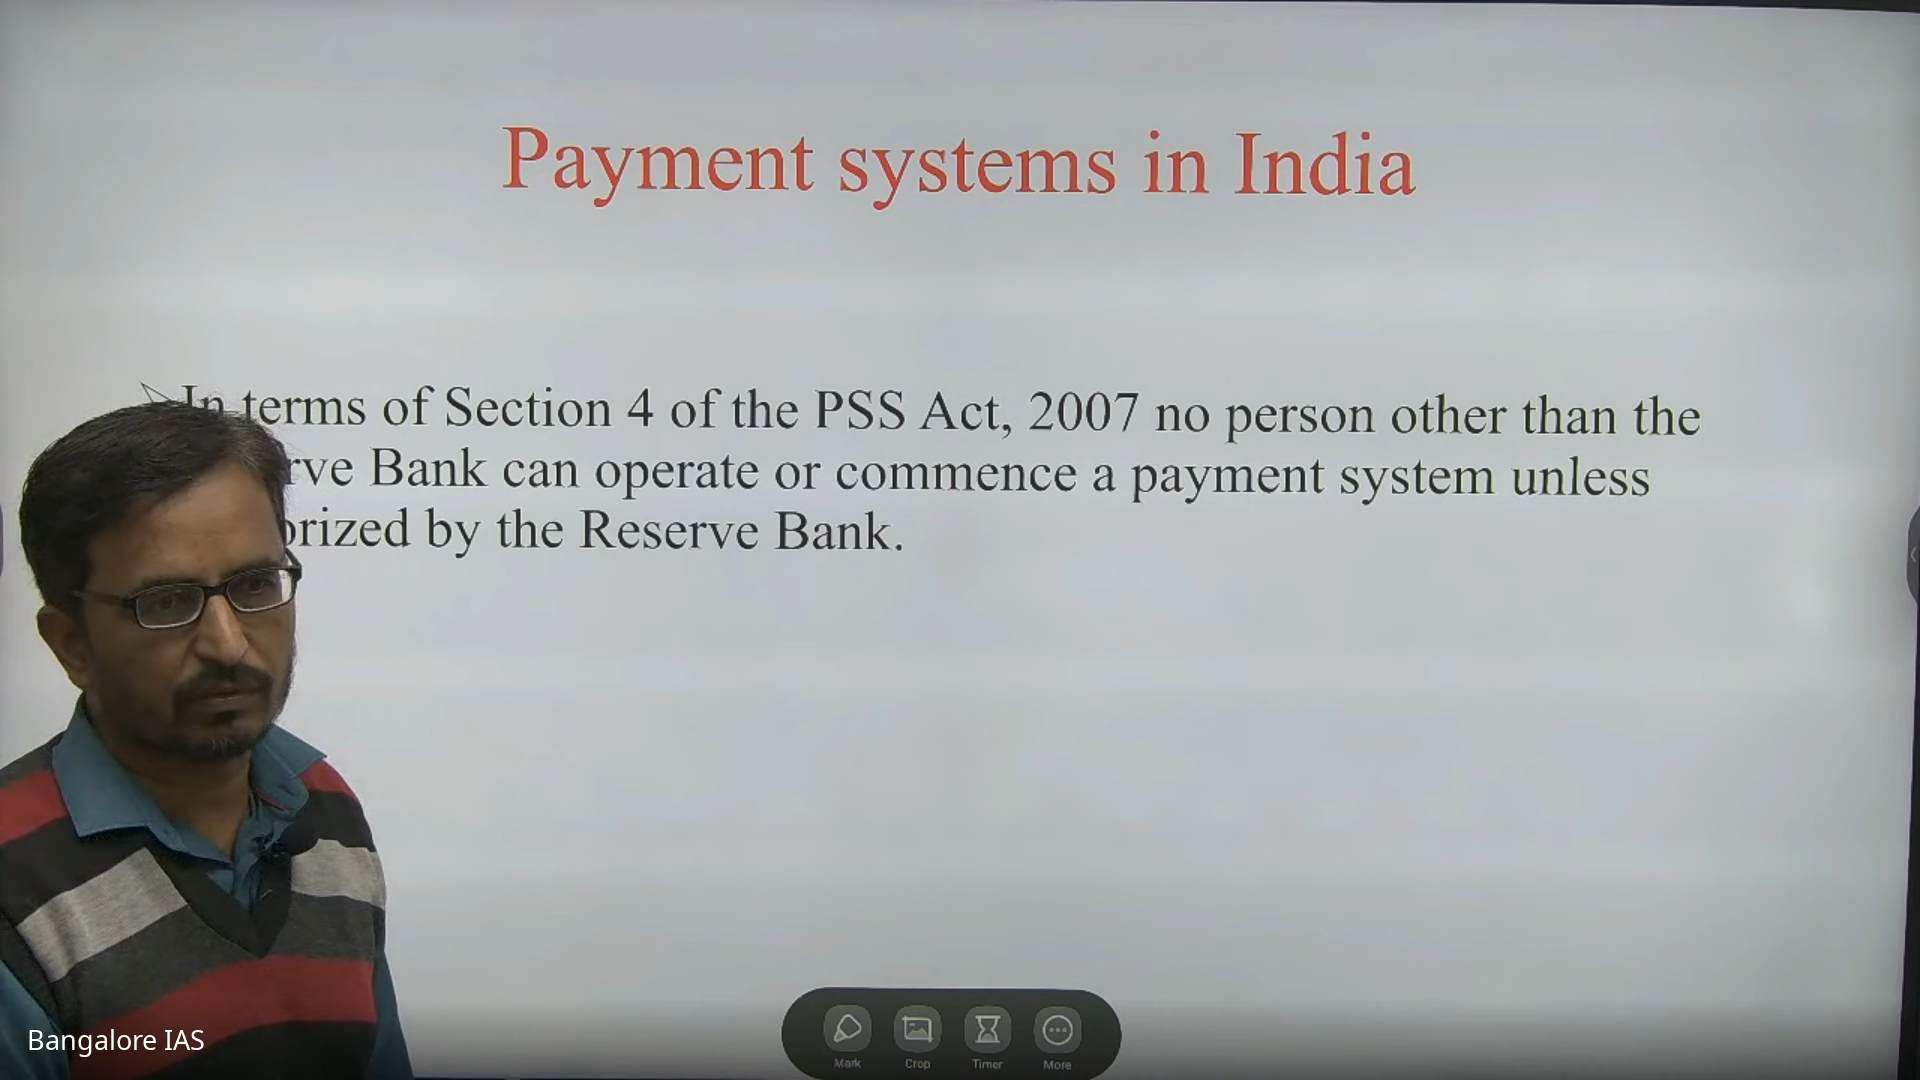 Payment systems in India
In terms of Section 4 of the PSS Act, 2007 no person other than the
rve Bank can operate or commence a payment system unless
orized by the Reserve Bank.
Bangalore IAS
Mark Crop Timer More